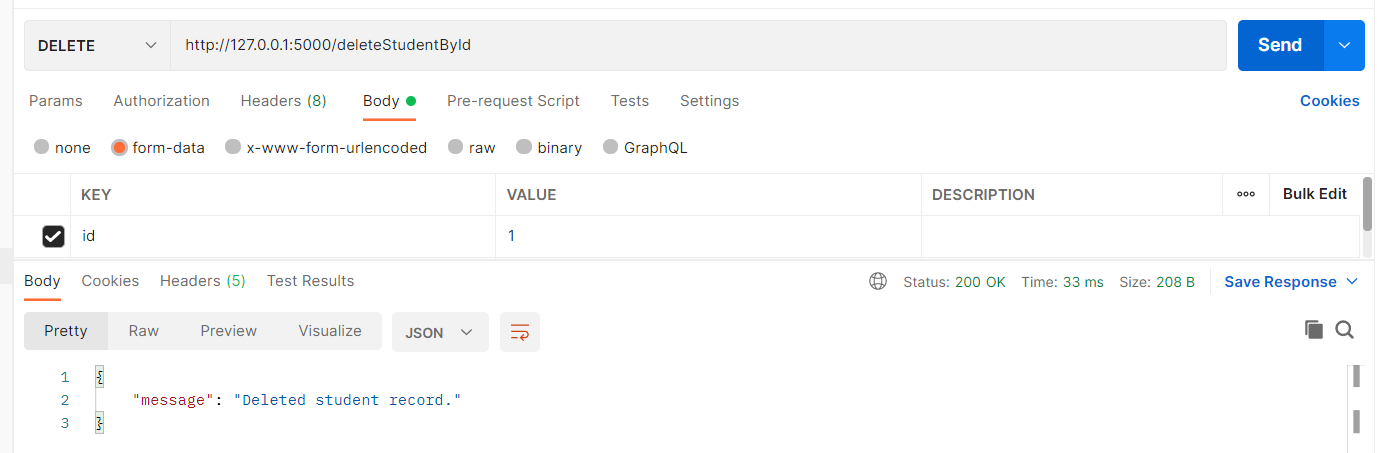 DELETE http://127.0.0.1:5000/deleteStudentById Send
Params Authorization Headers (8) Body Pre-request Script Tests Settings Cookies
none form-data x-www-form-urlencoded raw binary GraphQL
KEY VALUE DESCRIPTION ooo Bulk Edit
id 1
Body Cookies Headers (5) Test Results Status: 200 OK Time: 33 ms Size: 208 B Save Response
Pretty Raw Preview Visualize JSON
1 {
2 "message": "Deleted student record."
3 }